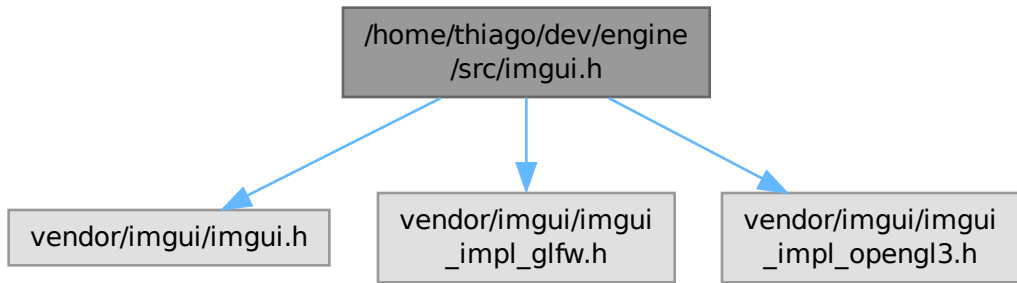 /home/thiago/dev/engine
/src/imgui.h
vendor/imgui/imgui.h
vendor/imgui/imgui
_impl_glfw.h
vendor/imgui/imgui
_impl_opengl3.h